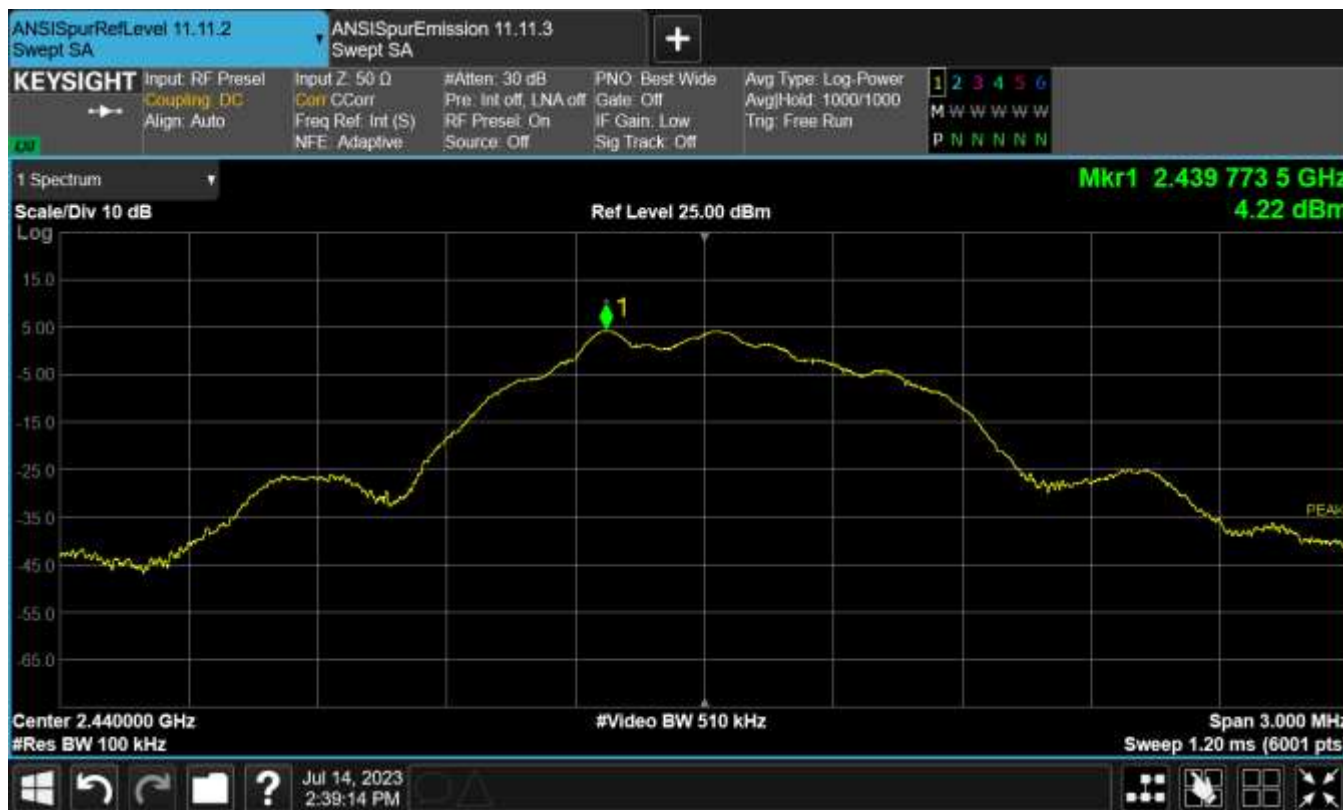 ANSISpurRefLevel 11.11.2
Swept SA
ANSISpurEmission 11.11.3
Swept SA
KEYSIGHT
Input: RF Presel
Coupling: DC
Align: Auto
Input Z: 50 Ω
Corr CCorr
Freq Ref: Int (S)
NFE: Adaptive
#Atten: 30 dB
Pre: Int off, LNA off
RF Presel: On
Source: Off
PNO: Best Wide
Gate: Off
IF Gain: Low
Sig Track: Off
Avg Type: Log-Power
Avg|Hold: 1000/1000
Trig: Free Run
1 2 3 4 5 6
M W W W W W
P N N N N N
1 Spectrum
Mkr1 2.439 773 5 GHz
Scale/Div 10 dB
Ref Level 25.00 dBm
4.22 dBm
Log
15.0
1
5.00
-5.00
-15.0
-25.0
-35.0
PEAK
-45.0
-55.0
-65.0
Center 2.440000 GHz
#Video BW 510 kHz
Span 3.000 MHz
#Res BW 100 kHz
Sweep 1.20 ms (6001 pts
Jul 14, 2023
2:39:14 PM